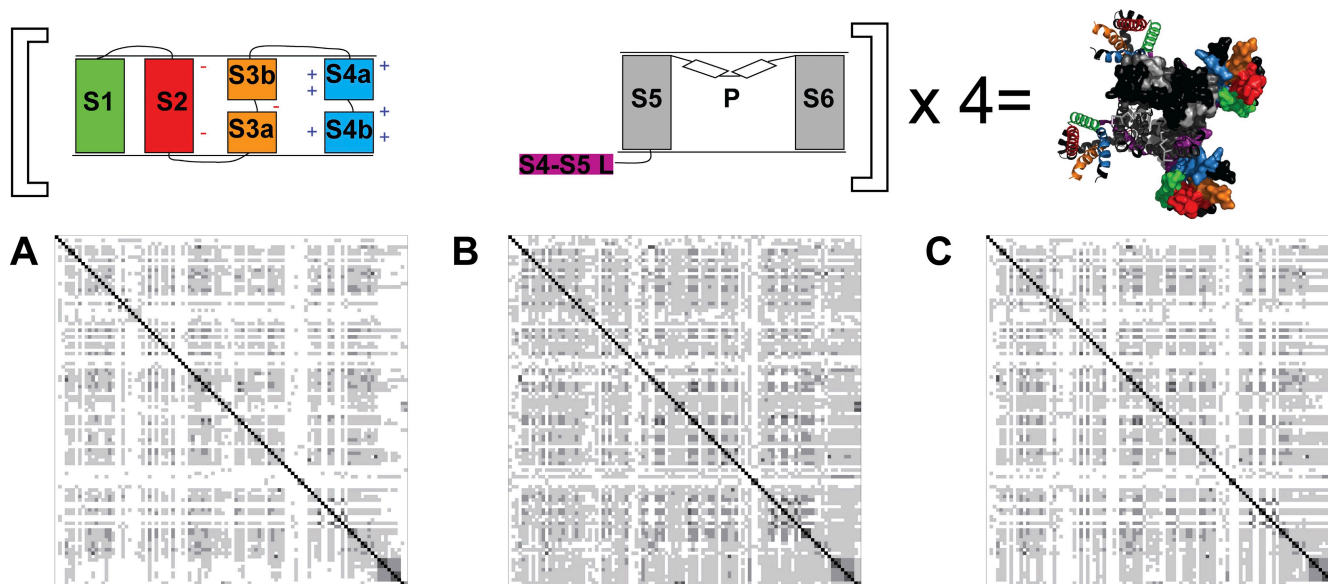 S1
S2
S3b
S3a
S4a
S4b
- - -
+ + + + + + +
S4-S5 L
S5
P
S6
x 4=
A
B
C